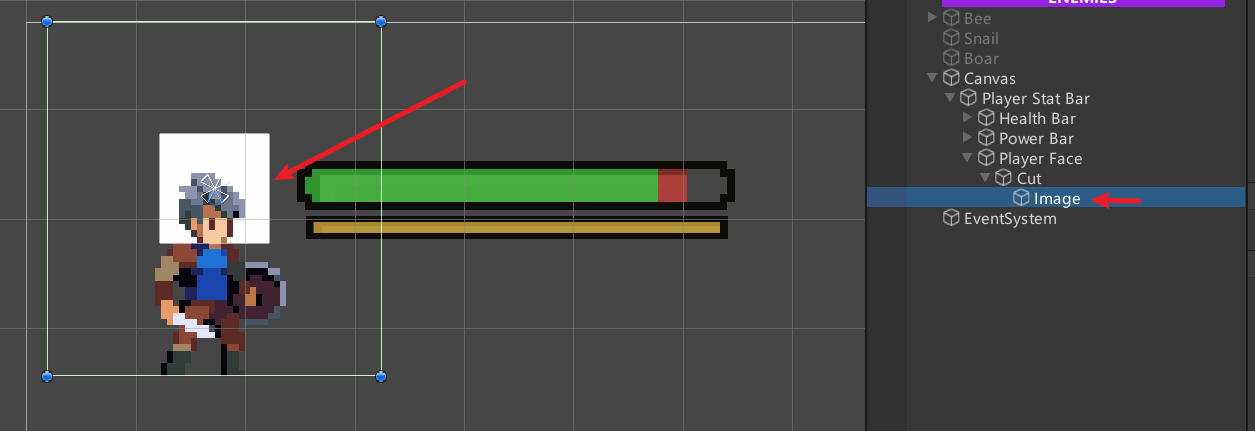 ENEMIES
Bee
Snail
Boar
Canvas
Player Stat Bar
Health Bar
Power Bar
Player Face
Cut
Image
EventSystem